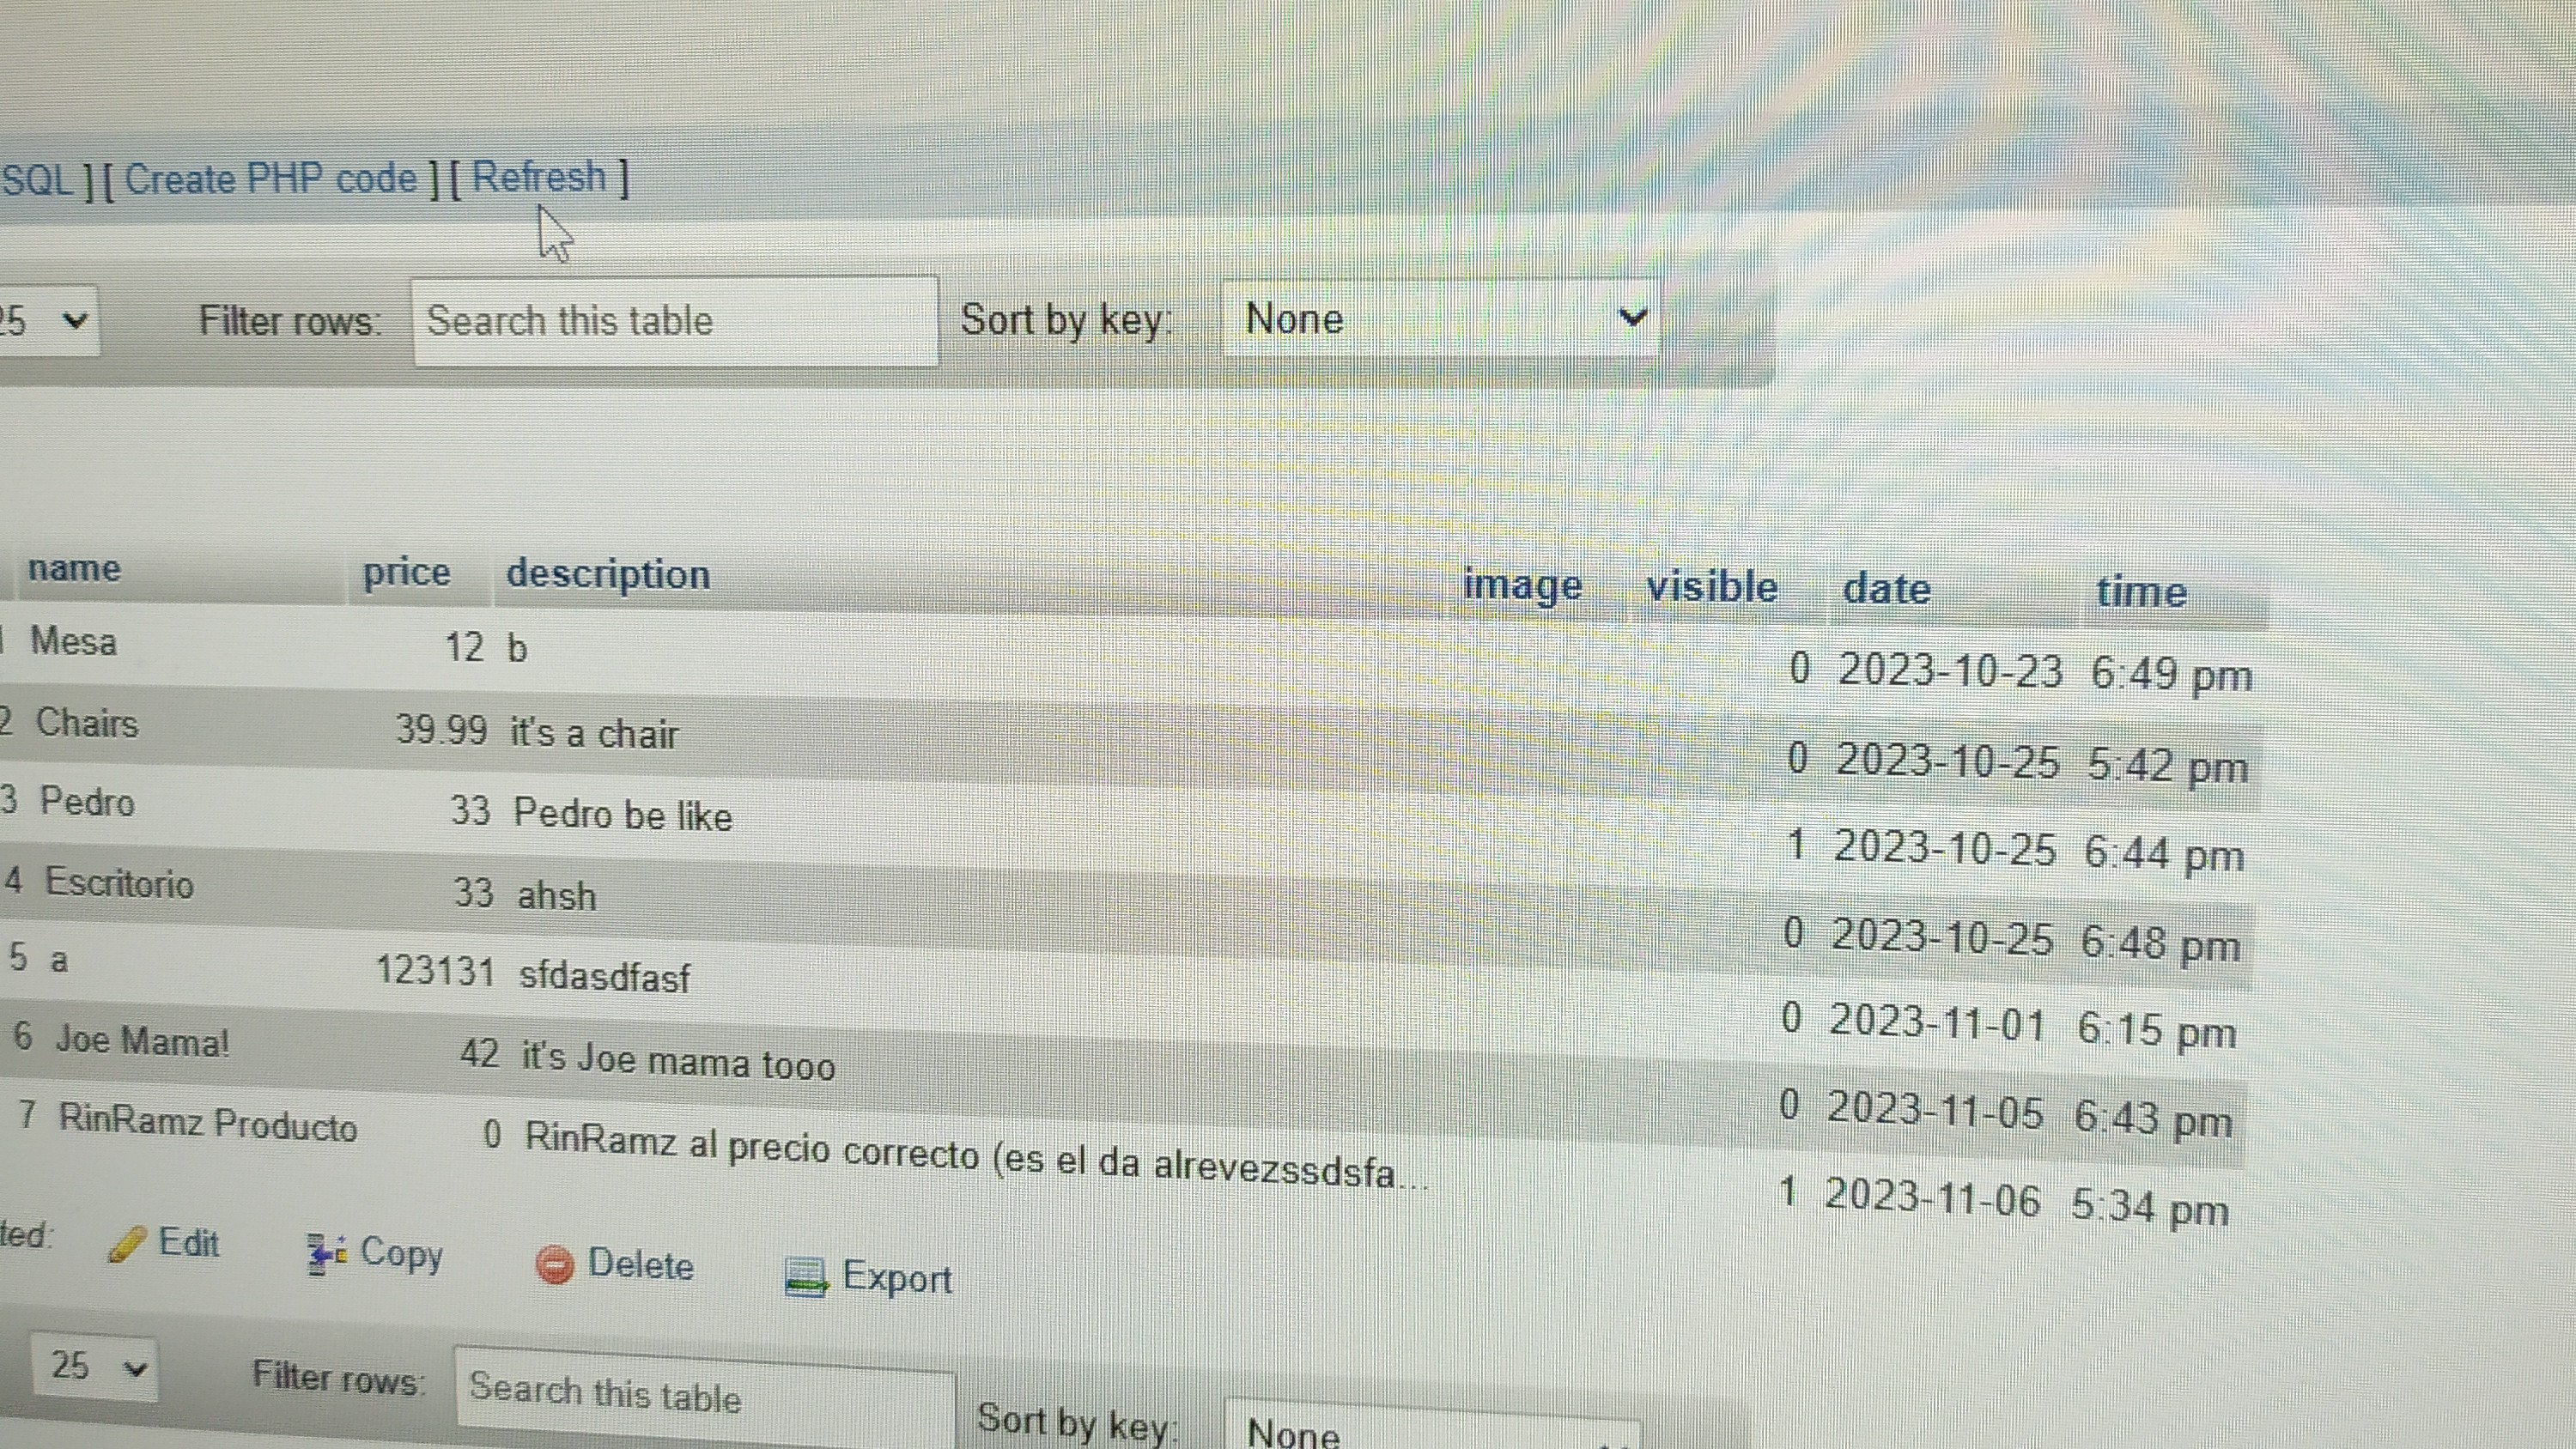 SQL ] [ Create PHP code ] [ Refresh ]
25 Filter rows: Search this table Sort by key: None
name price description image visible date time
1 Mesa 12 b 0 2023-10-23 6:49 pm
2 Chairs 39.99 it's a chair 0 2023-10-25 5:42 pm
3 Pedro 33 Pedro be like 1 2023-10-25 6:44 pm
4 Escritorio 33 ahsh 0 2023-10-25 6:48 pm
5 a 123131 sfdasdfasf 0 2023-11-01 6:15 pm
6 Joe Mama! 42 it's Joe mama tooo 0 2023-11-05 6:43 pm
7 RinRamz Producto 0 RinRamz al precio correcto (es el da alrevezssdsfa... 1 2023-11-06 5:34 pm
ted: Edit Copy Delete Export
25 Filter rows: Search this table Sort by key: None